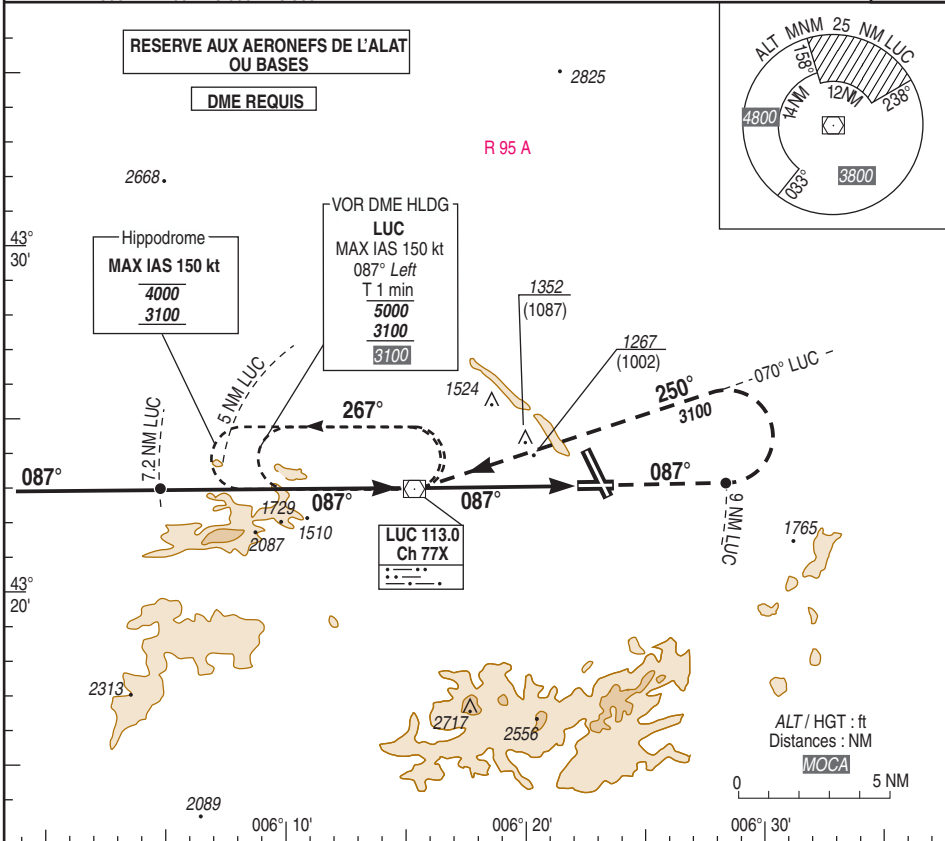 RESERVE AUX AERONEFS DE L'ALAT
OU BASES
DME REQUIS
2825
R 95 A
2668
ALT MNM 25 NM LUC
158°
238°
14NM
12NM
4800
3800
033°
43°
30'
Hippodrome
MAX IAS 150 kt
4000
3100
VOR DME HLDG
LUC
MAX IAS 150 kt
087° Left
T 1 min
5000
3100
3100
1352
(1087)
1267
(1002)
1524
250°
3100
070° LUC
7.2 NM LUC
5 NM LUC
267°
087°
087°
087°
087°
9 NM LUC
1729
1510
2087
LUC 113.0
Ch 77X
1765
43°
20'
2313
2717
2556
2089
ALT / HGT : ft
Distances : NM
MOCA
0
5 NM
006° 10'
006° 20'
006° 30'